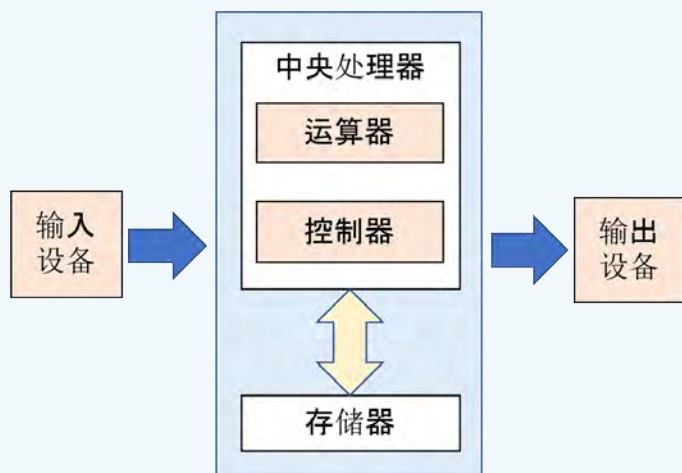 中央处理器
运算器
输入
设备
控制器
输出
设备
存储器